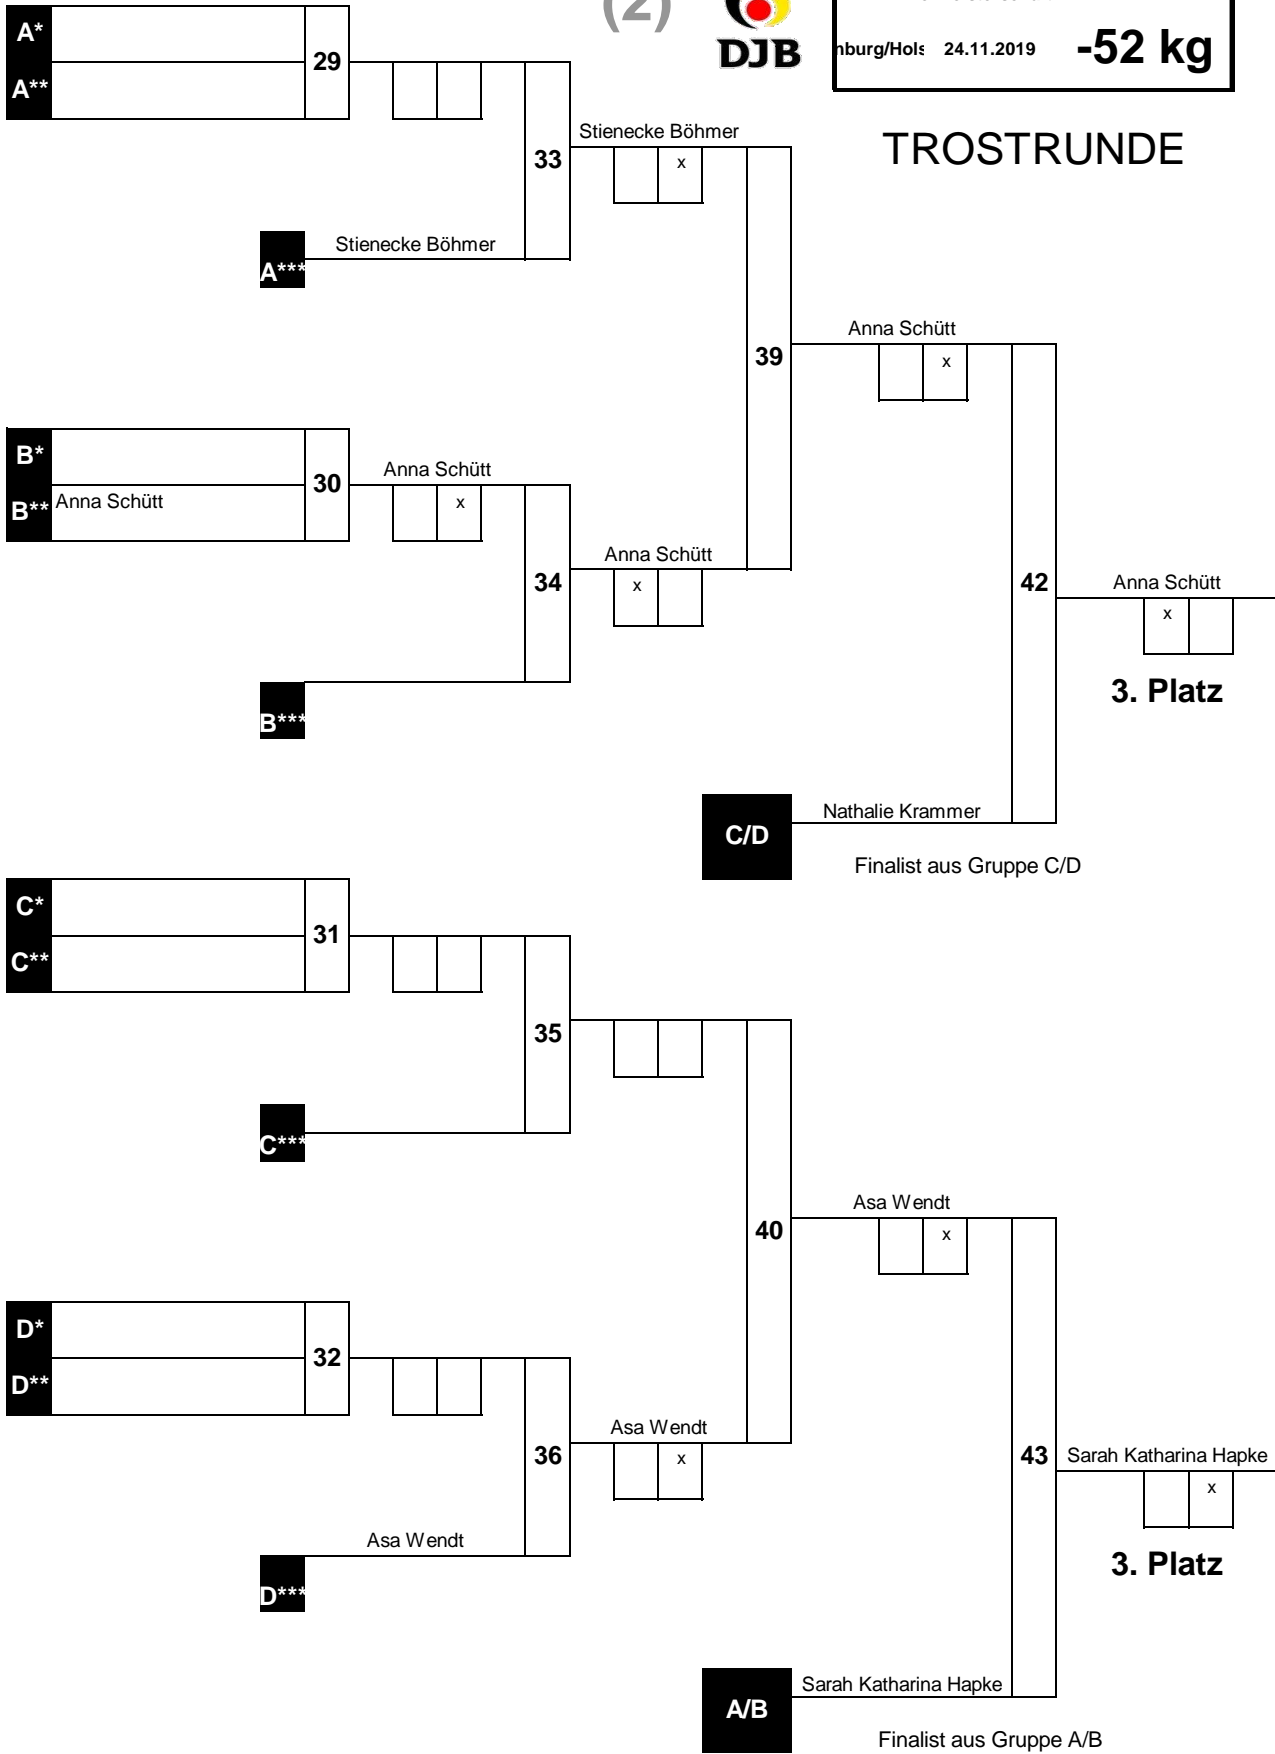 (2)
DJB
24.11.2019
-52 kg
TROSTRUNDE
A*
A**
29
33
Stienecke Böhmer
x
A***
Stienecke Böhmer
39
Anna Schütt
x
B*
B**
Anna Schütt
30
Anna Schütt
x
34
Anna Schütt
x
B***
42
Anna Schütt
x
3. Platz
C/D
Nathalie Krammer
Finalist aus Gruppe C/D
C*
C**
31
35
C***
40
Asa Wendt
x
D*
D**
32
36
Asa Wendt
x
D***
Asa Wendt
43
Sarah Katharina Hapke
x
3. Platz
A/B
Sarah Katharina Hapke
Finalist aus Gruppe A/B